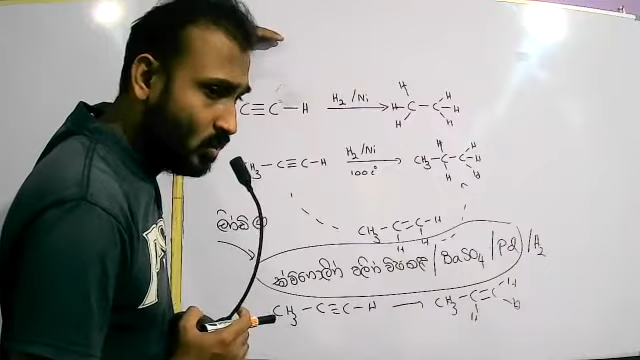 C≡C–H H₂/Ni
CH₃–C≡C–H H₂/Ni 100°C CH₃–C–C–H
CH₃–C=C–H
ක්විනොලින් වලින් විෂකළ / BaSO₄ / Pd / H₂
CH₃–C≡C–H → CH₃–C=C–H